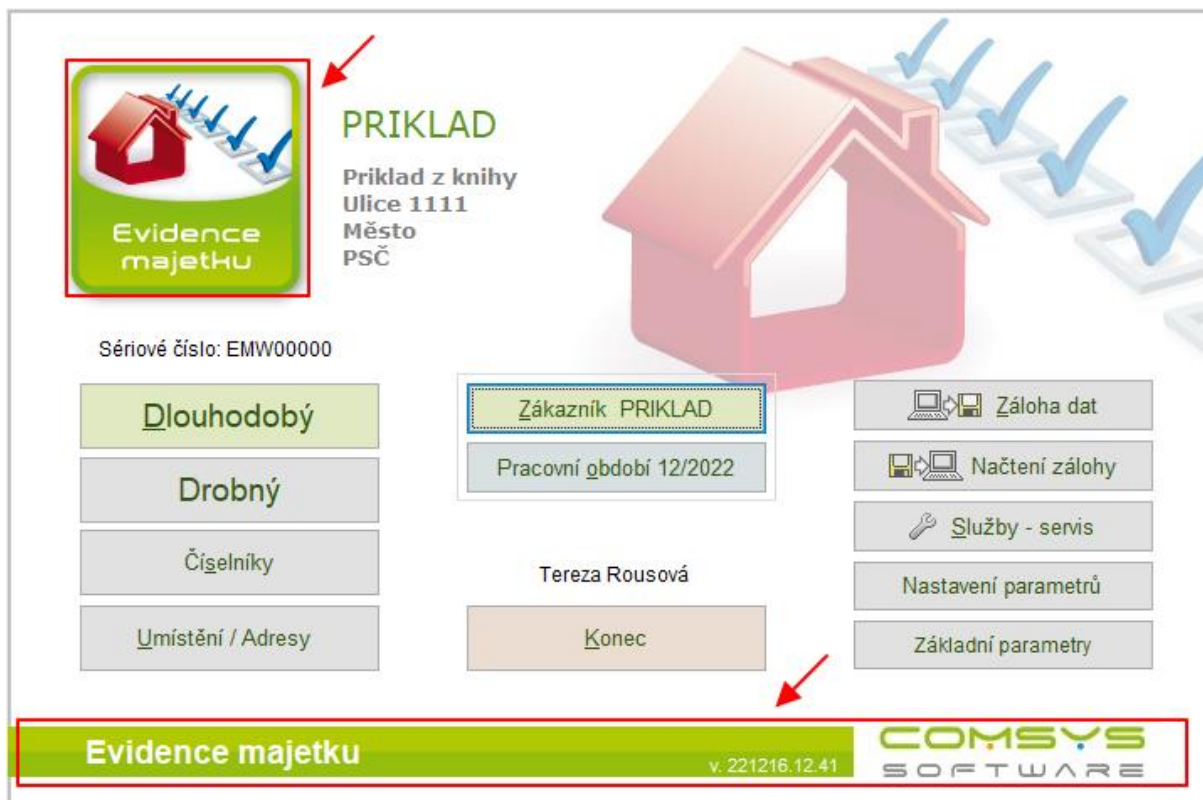 Evidence
majetku
PRIKLAD
Priklad z knihy
Ulice 1111
Město
PSČ
Sériové číslo: EMW00000
Dlouhodobý
Drobný
Číselníky
Umístění / Adresy
Zákazník PRIKLAD
Pracovní období 12/2022
Tereza Rousová
Konec
Záloha dat
Načtení zálohy
Služby - servis
Nastavení parametrů
Základní parametry
Evidence majetku
v. 221216.12.41
COMSYS
SOFTWARE